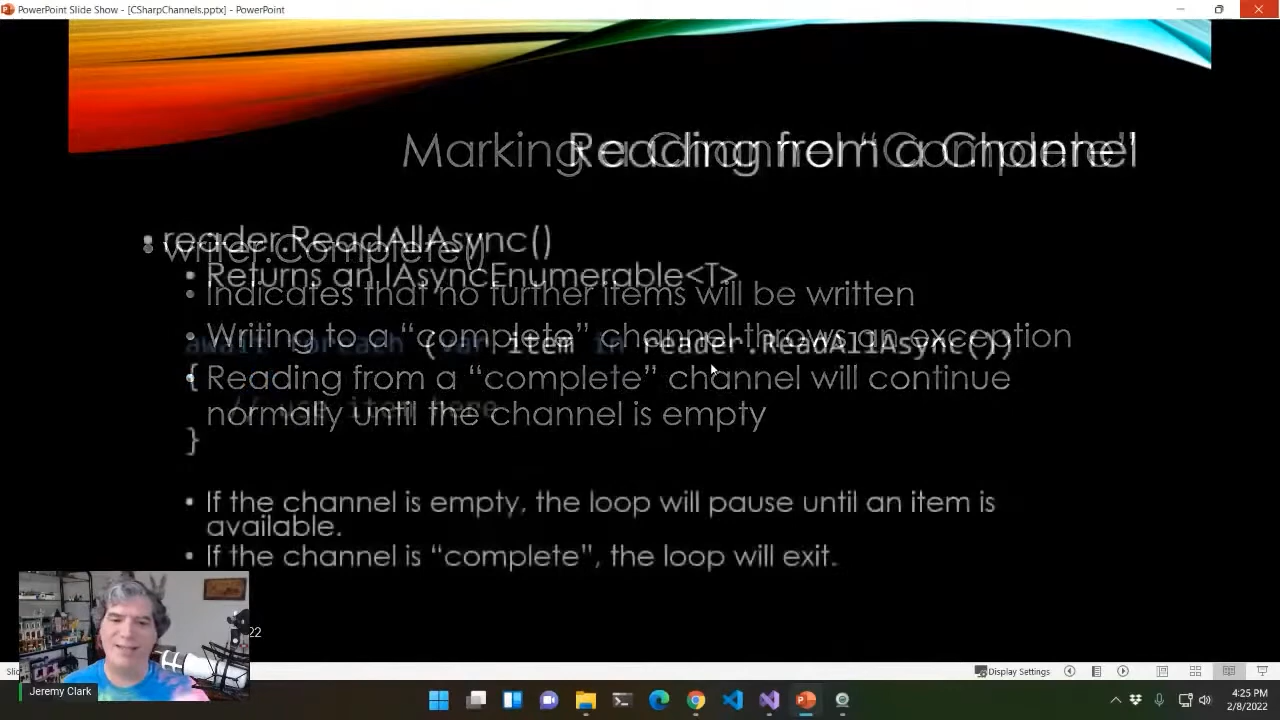 PowerPoint Slide Show - [CSharpChannels.pptx] - PowerPoint
Marking a Channel “Complete”
Reading from a Channel
• writer.Complete()
• Indicates that no further items will be written
• Writing to a “complete” channel throws an exception
• Reading from a “complete” channel will continue
normally until the channel is empty
• reader.ReadAllAsync()
• Returns an IAsyncEnumerable<T>
await foreach (var item in reader.ReadAllAsync())
{
// use item here
}
• If the channel is empty, the loop will pause until an item is
available.
• If the channel is “complete”, the loop will exit.
22
Jeremy Clark
Display Settings
4:25 PM
2/8/2022